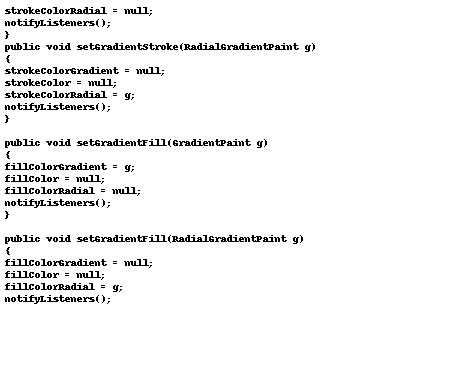 strokeColorRadial = null;
notifyListeners();
}
public void setGradientStroke(RadialGradientPaint g)
{
strokeColorGradient = null;
strokeColor = null;
strokeColorRadial = g;
notifyListeners();
}

public void setGradientFill(GradientPaint g)
{
fillColorGradient = g;
fillColor = null;
fillColorRadial = null;
notifyListeners();
}

public void setGradientFill(RadialGradientPaint g)
{
fillColorGradient = null;
fillColor = null;
fillColorRadial = g;
notifyListeners();